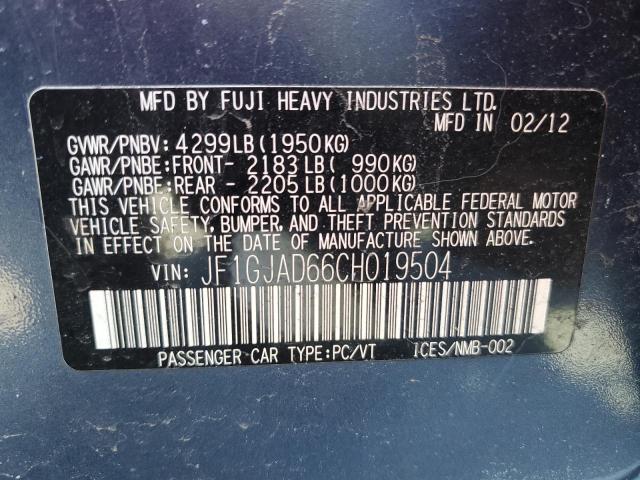 MFD BY FUJI HEAVY INDUSTRIES LTD.
MFD IN 02/12
GVWR/PNBV: 4299LB (1950KG)
GAWR/PNBE:FRONT- 2183 LB ( 990KG)
GAWR/PNBE:REAR - 2205 LB (1000KG)
THIS VEHICLE CONFORMS TO ALL APPLICABLE FEDERAL MOTOR
VEHICLE SAFETY, BUMPER, AND THEFT PREVENTION STANDARDS
IN EFFECT ON THE DATE OF MANUFACTURE SHOWN ABOVE.
VIN: JF1GJAD66CH019504
PASSENGER CAR TYPE:PC/VT ICES/NMB-002